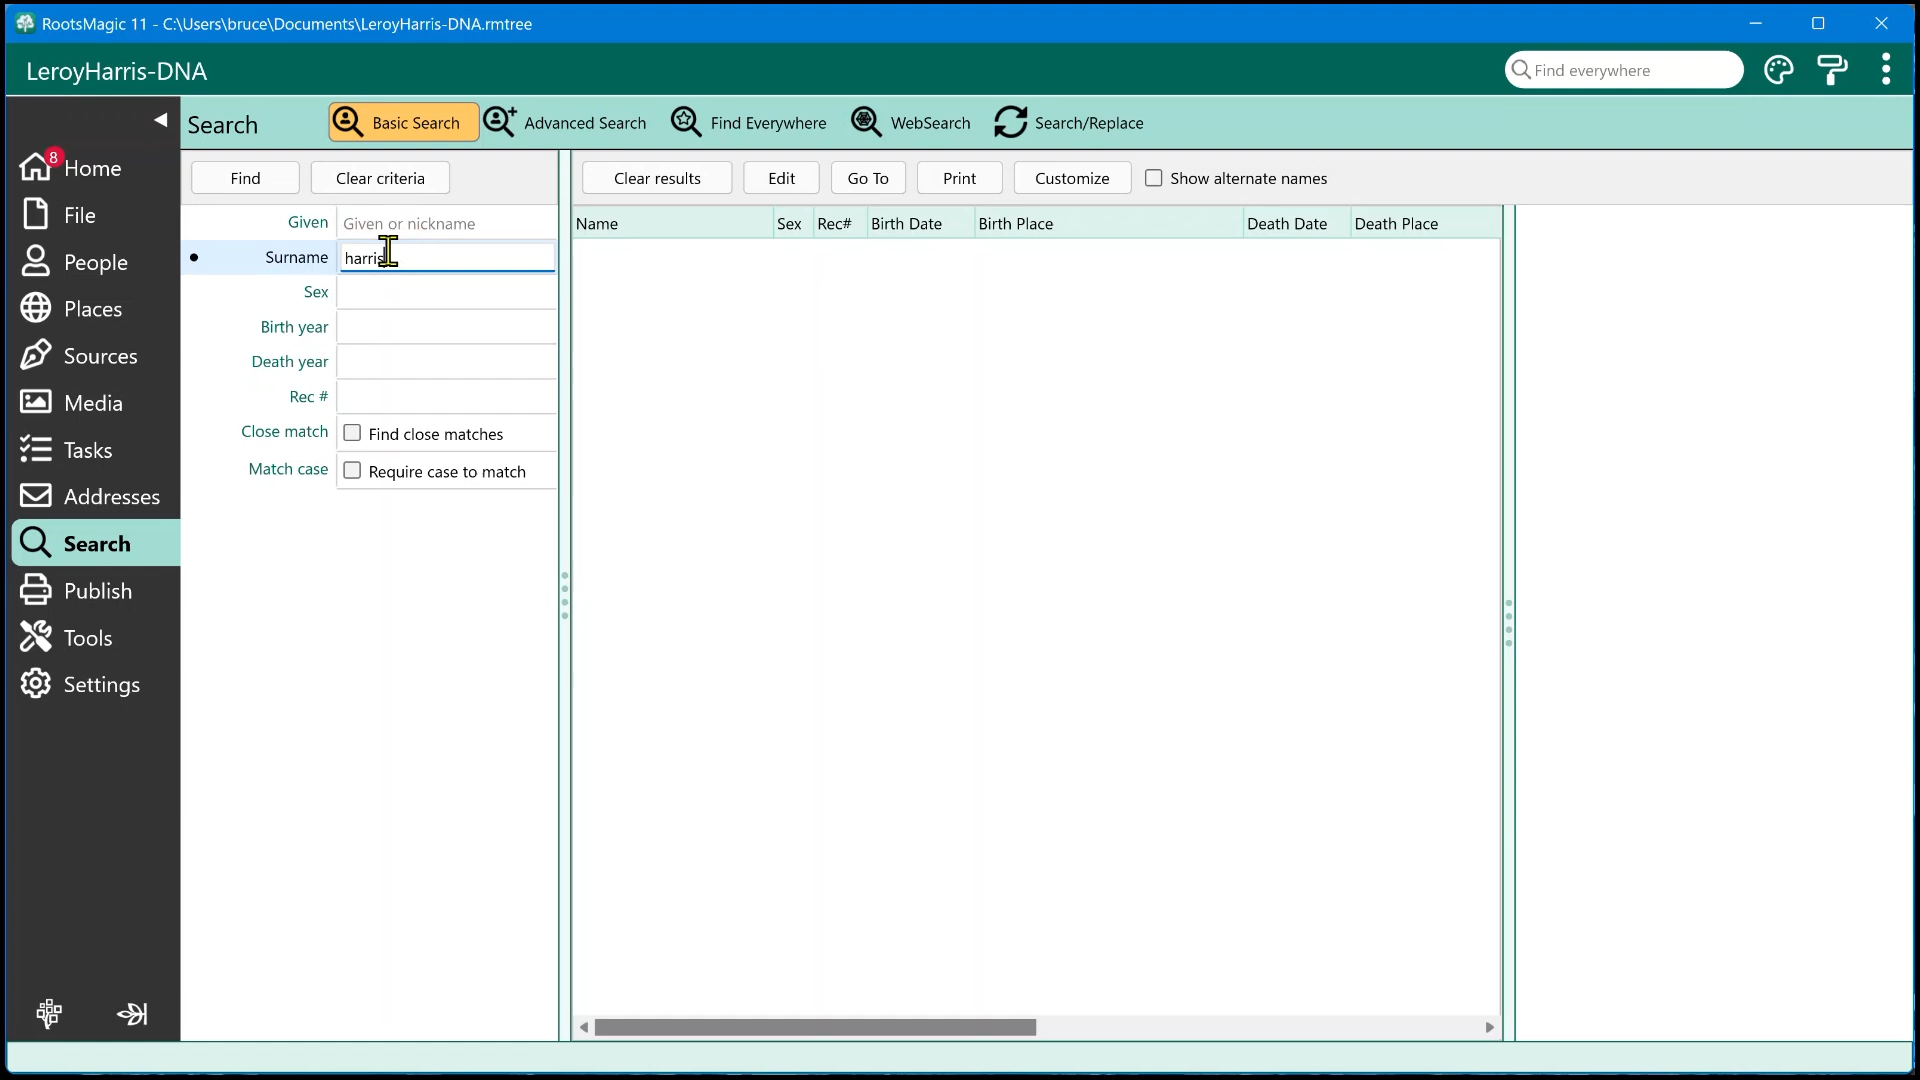 RootsMagic 11 - C:\Users\bruce\Documents\LeroyHarris-DNA.rmtree
LeroyHarris-DNA
Find everywhere
Search
Basic Search
Advanced Search
Find Everywhere
WebSearch
Search/Replace
8
Home
File
People
Places
Sources
Media
Tasks
Addresses
Search
Publish
Tools
Settings
Find
Clear criteria
Given
Given or nickname
Surname
harris
Sex
Birth year
Death year
Rec #
Close match
Find close matches
Match case
Require case to match
Clear results
Edit
Go To
Print
Customize
Show alternate names
Name
Sex
Rec#
Birth Date
Birth Place
Death Date
Death Place